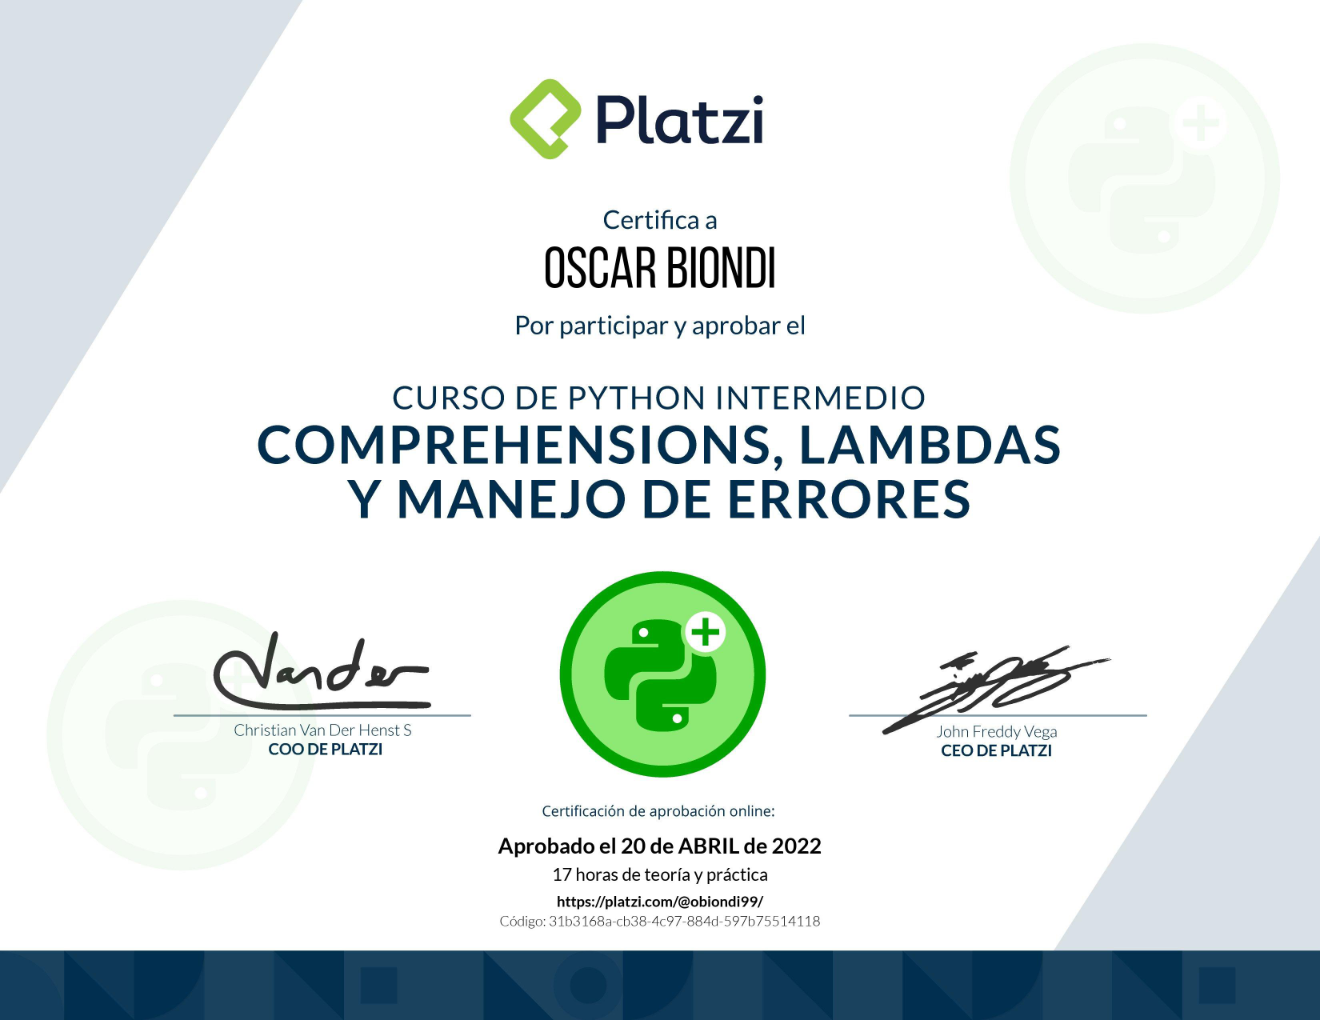 Platzi
Certifica a
OSCAR BIONDI
Por participar y aprobar el
CURSO DE PYTHON INTERMEDIO
COMPREHENSIONS, LAMBDAS
Y MANEJO DE ERRORES
Vander
Christian Van Der Henst S
COO DE PLATZI
John Freddy Vega
CEO DE PLATZI
Certificación de aprobación online:
Aprobado el 20 de ABRIL de 2022
17 horas de teoría y práctica
https://platzi.com/@obiondi99/
Código: 31b3168a-cb38-4c97-884d-597b75514118